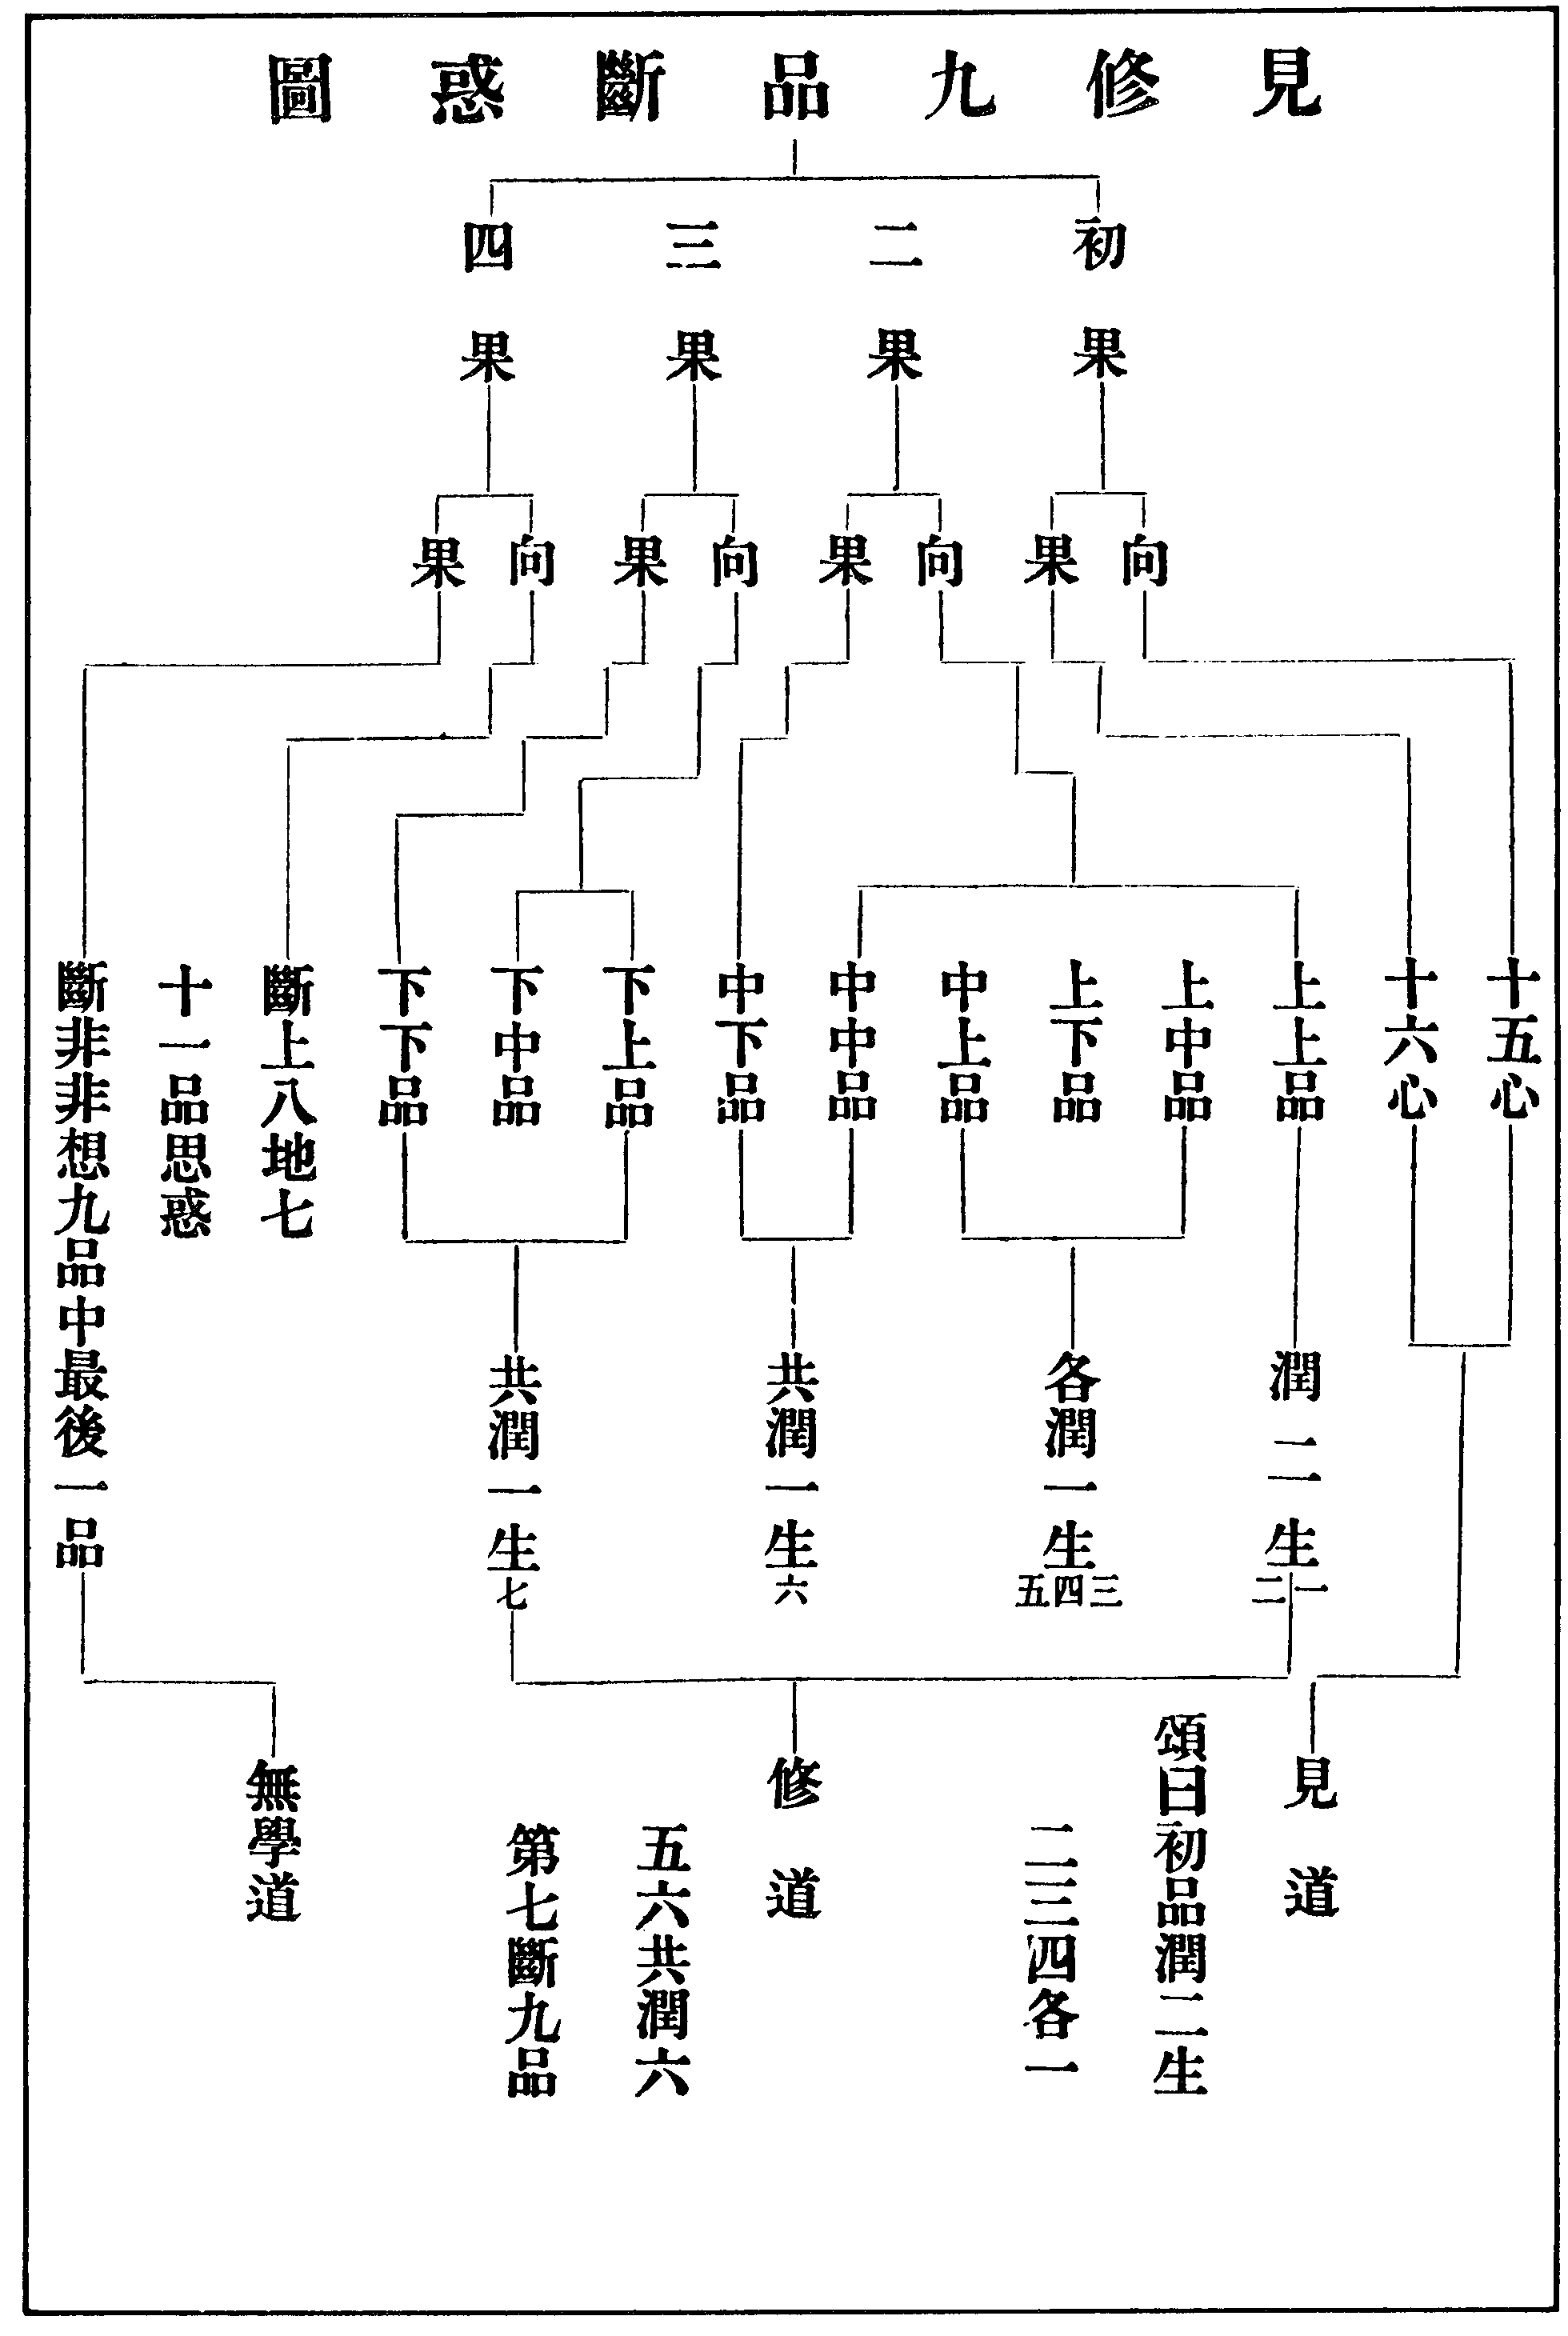 見修九品斷惑圖
初果
二果
三果
四果
向
果
向
果
向
果
向
果
十五心
十六心
上上品
上中品
上下品
中上品
中中品
中下品
下上品
下中品
下下品
斷上八地七
十一品思惑
斷非非想九品中最後一品
潤二生
一二
各潤一生
三四五
共潤一生
六
共潤一生
七
見道
修道
無學道
頌曰初品潤二生
二三四各一
五六共潤六
第七斷九品